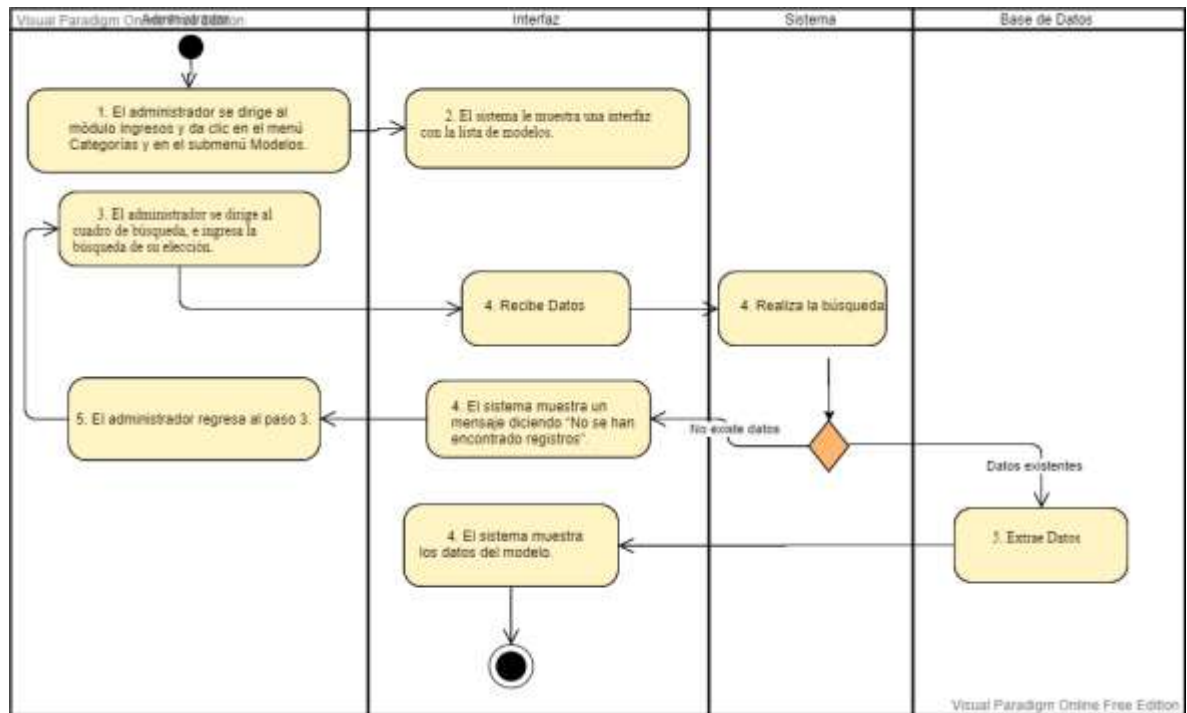 Visual Paradigm Online Free Edition
Administrador
Interfaz
Sistema
Base de Datos
1. El administrador se dirige al
módulo Ingresos y da clic en el menú
Categorías y en el submenú Modelos.
2. El sistema le muestra una interfaz
con la lista de modelos.
3. El administrador se dirige al
cuadro de búsqueda, e ingresa la
búsqueda de su elección.
4. Recibe Datos
4. Realiza la búsqueda
5. El administrador regresa al paso 3.
4. El sistema muestra un
mensaje diciendo "No se han
encontrado registros".
No existe datos
Datos existentes
4. El sistema muestra
los datos del modelo.
5. Extrae Datos
Visual Paradigm Online Free Edition